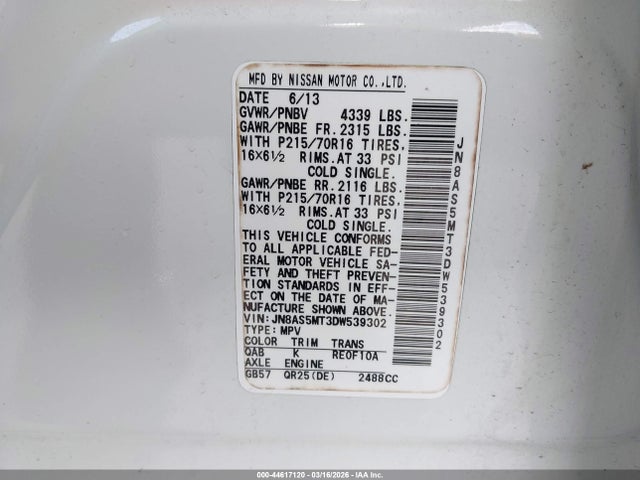 MFD BY NISSAN MOTOR CO.,LTD.
DATE 6/13
GVWR/PNBV 4339 LBS.
GAWR/PNBE FR. 2315 LBS.
WITH P215/70R16 TIRES,
16×6½ RIMS.AT 33 PSI
COLD SINGLE.
GAWR/PNBE RR. 2116 LBS.
WITH P215/70R16 TIRES,
16×6½ RIMS.AT 33 PSI
COLD SINGLE.
THIS VEHICLE CONFORMS
TO ALL APPLICABLE FED-
ERAL MOTOR VEHICLE SA-
FETY AND THEFT PREVEN-
TION STANDARDS IN EFF-
ECT ON THE DATE OF MA-
NUFACTURE SHOWN ABOVE.
VIN: JN8AS5MT3DW539302
TYPE: MPV
COLOR TRIM TRANS
QAB K RE0F10A
AXLE ENGINE
GB57 QR25(DE) 2488CC
JN8AS5MT3DW539302
000-44617120 - 03/16/2026 - IAA Inc.